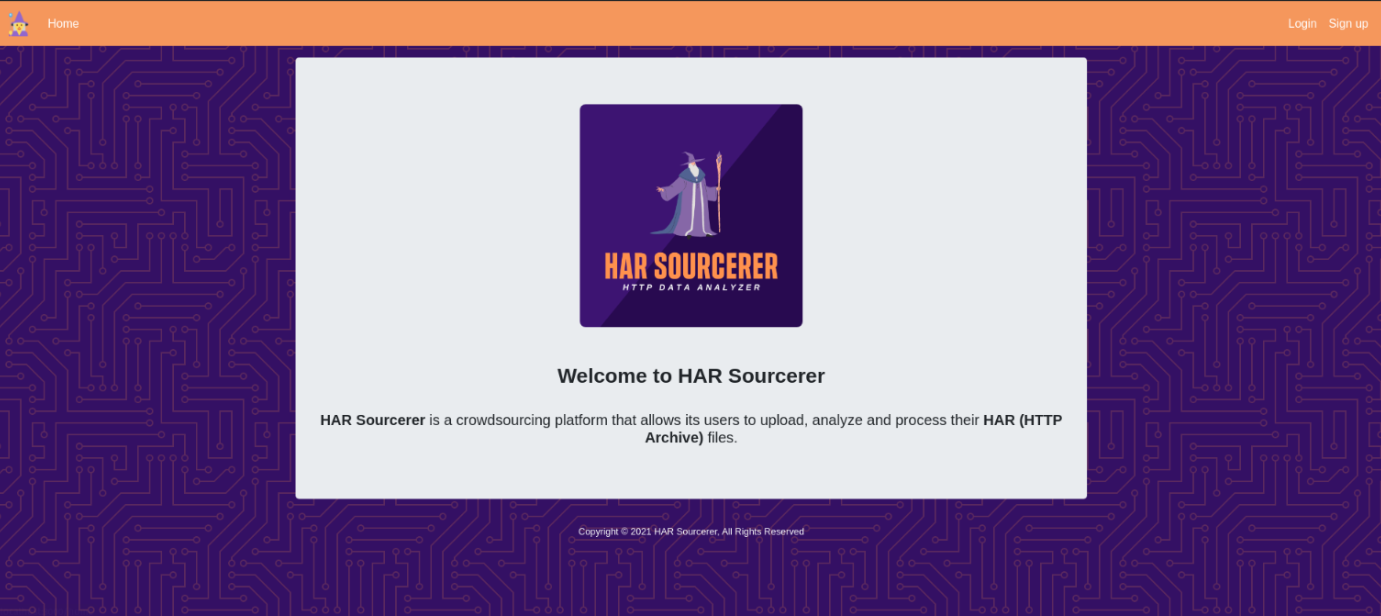 Home
Login
Sign up
HAR SOURCERER
HTTP DATA ANALYZER
Welcome to HAR Sourcerer
HAR Sourcerer is a crowdsourcing platform that allows its users to upload, analyze and process their HAR (HTTP
Archive) files.
Copyright © 2021 HAR Sourcerer, All Rights Reserved